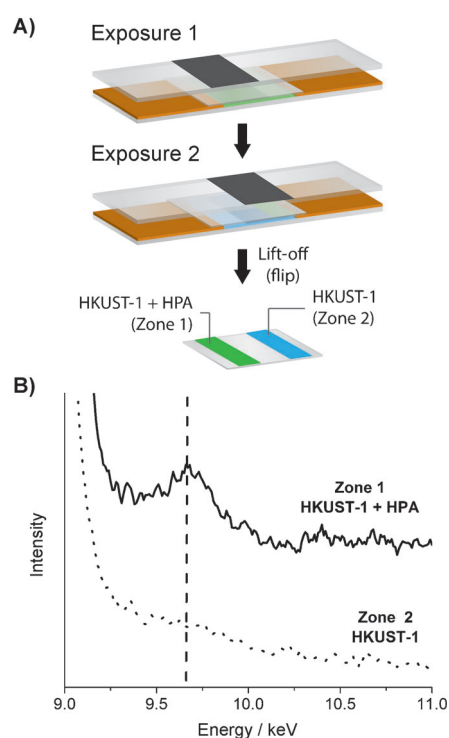 A)
Exposure 1
Exposure 2
Lift-off
(flip)
HKUST-1 + HPA
(Zone 1)
HKUST-1
(Zone 2)
B)
Intensity
Zone 1
HKUST-1 + HPA
Zone 2
HKUST-1
9.0 9.5 10.0 10.5 11.0
Energy / keV